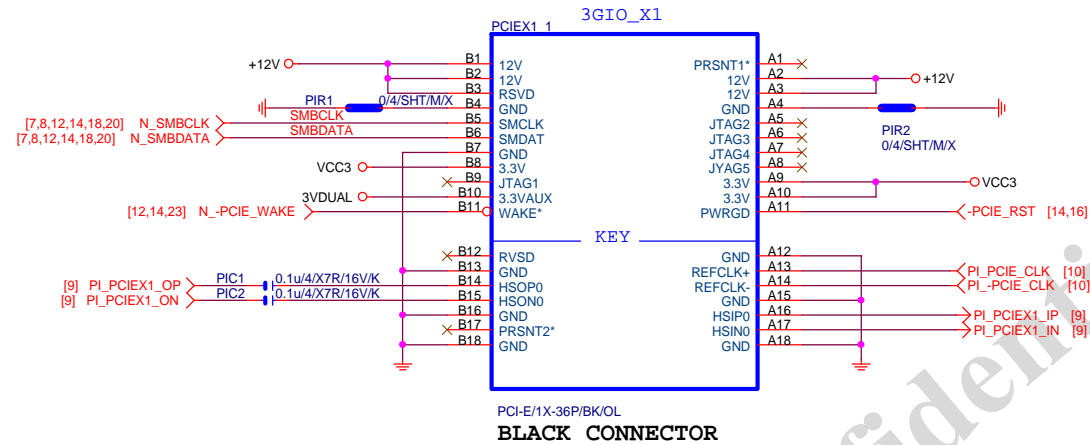 3GIO_X1
PCIEX1_1
+12V B1 12V PRSNT1* A1
B2 12V 12V A2 +12V
B3 RSVD 12V A3
PIR1 0/4/SHT/M/X B4 GND GND A4
[7,8,12,14,18,20] N_SMBCLK SMBCLK B5 SMCLK JTAG2 A5
[7,8,12,14,18,20] N_SMBDATA SMBDATA B6 SMDAT JTAG3 A6 PIR2
B7 GND JTAG4 A7 0/4/SHT/M/X
VCC3 B8 3.3V JYAG5 A8
B9 JTAG1 3.3V A9 VCC3
3VDUAL B10 3.3VAUX 3.3V A10
[12,14,23] N_-PCIE_WAKE B11 WAKE* PWRGD A11 -PCIE_RST [14,16]
KEY
B12 RVSD GND A12
B13 GND REFCLK+ A13 PI_PCIE_CLK [10]
[9] PI_PCIEX1_OP PIC1 0.1u/4/X7R/16V/K B14 HSOP0 REFCLK- A14 PI_-PCIE_CLK [10]
[9] PI_PCIEX1_ON PIC2 0.1u/4/X7R/16V/K B15 HSON0 GND A15
B16 GND HSIP0 A16 PI_PCIEX1_IP [9]
B17 PRSNT2* HSIN0 A17 PI_PCIEX1_IN [9]
B18 GND GND A18
PCI-E/1X-36P/BK/OL
BLACK CONNECTOR